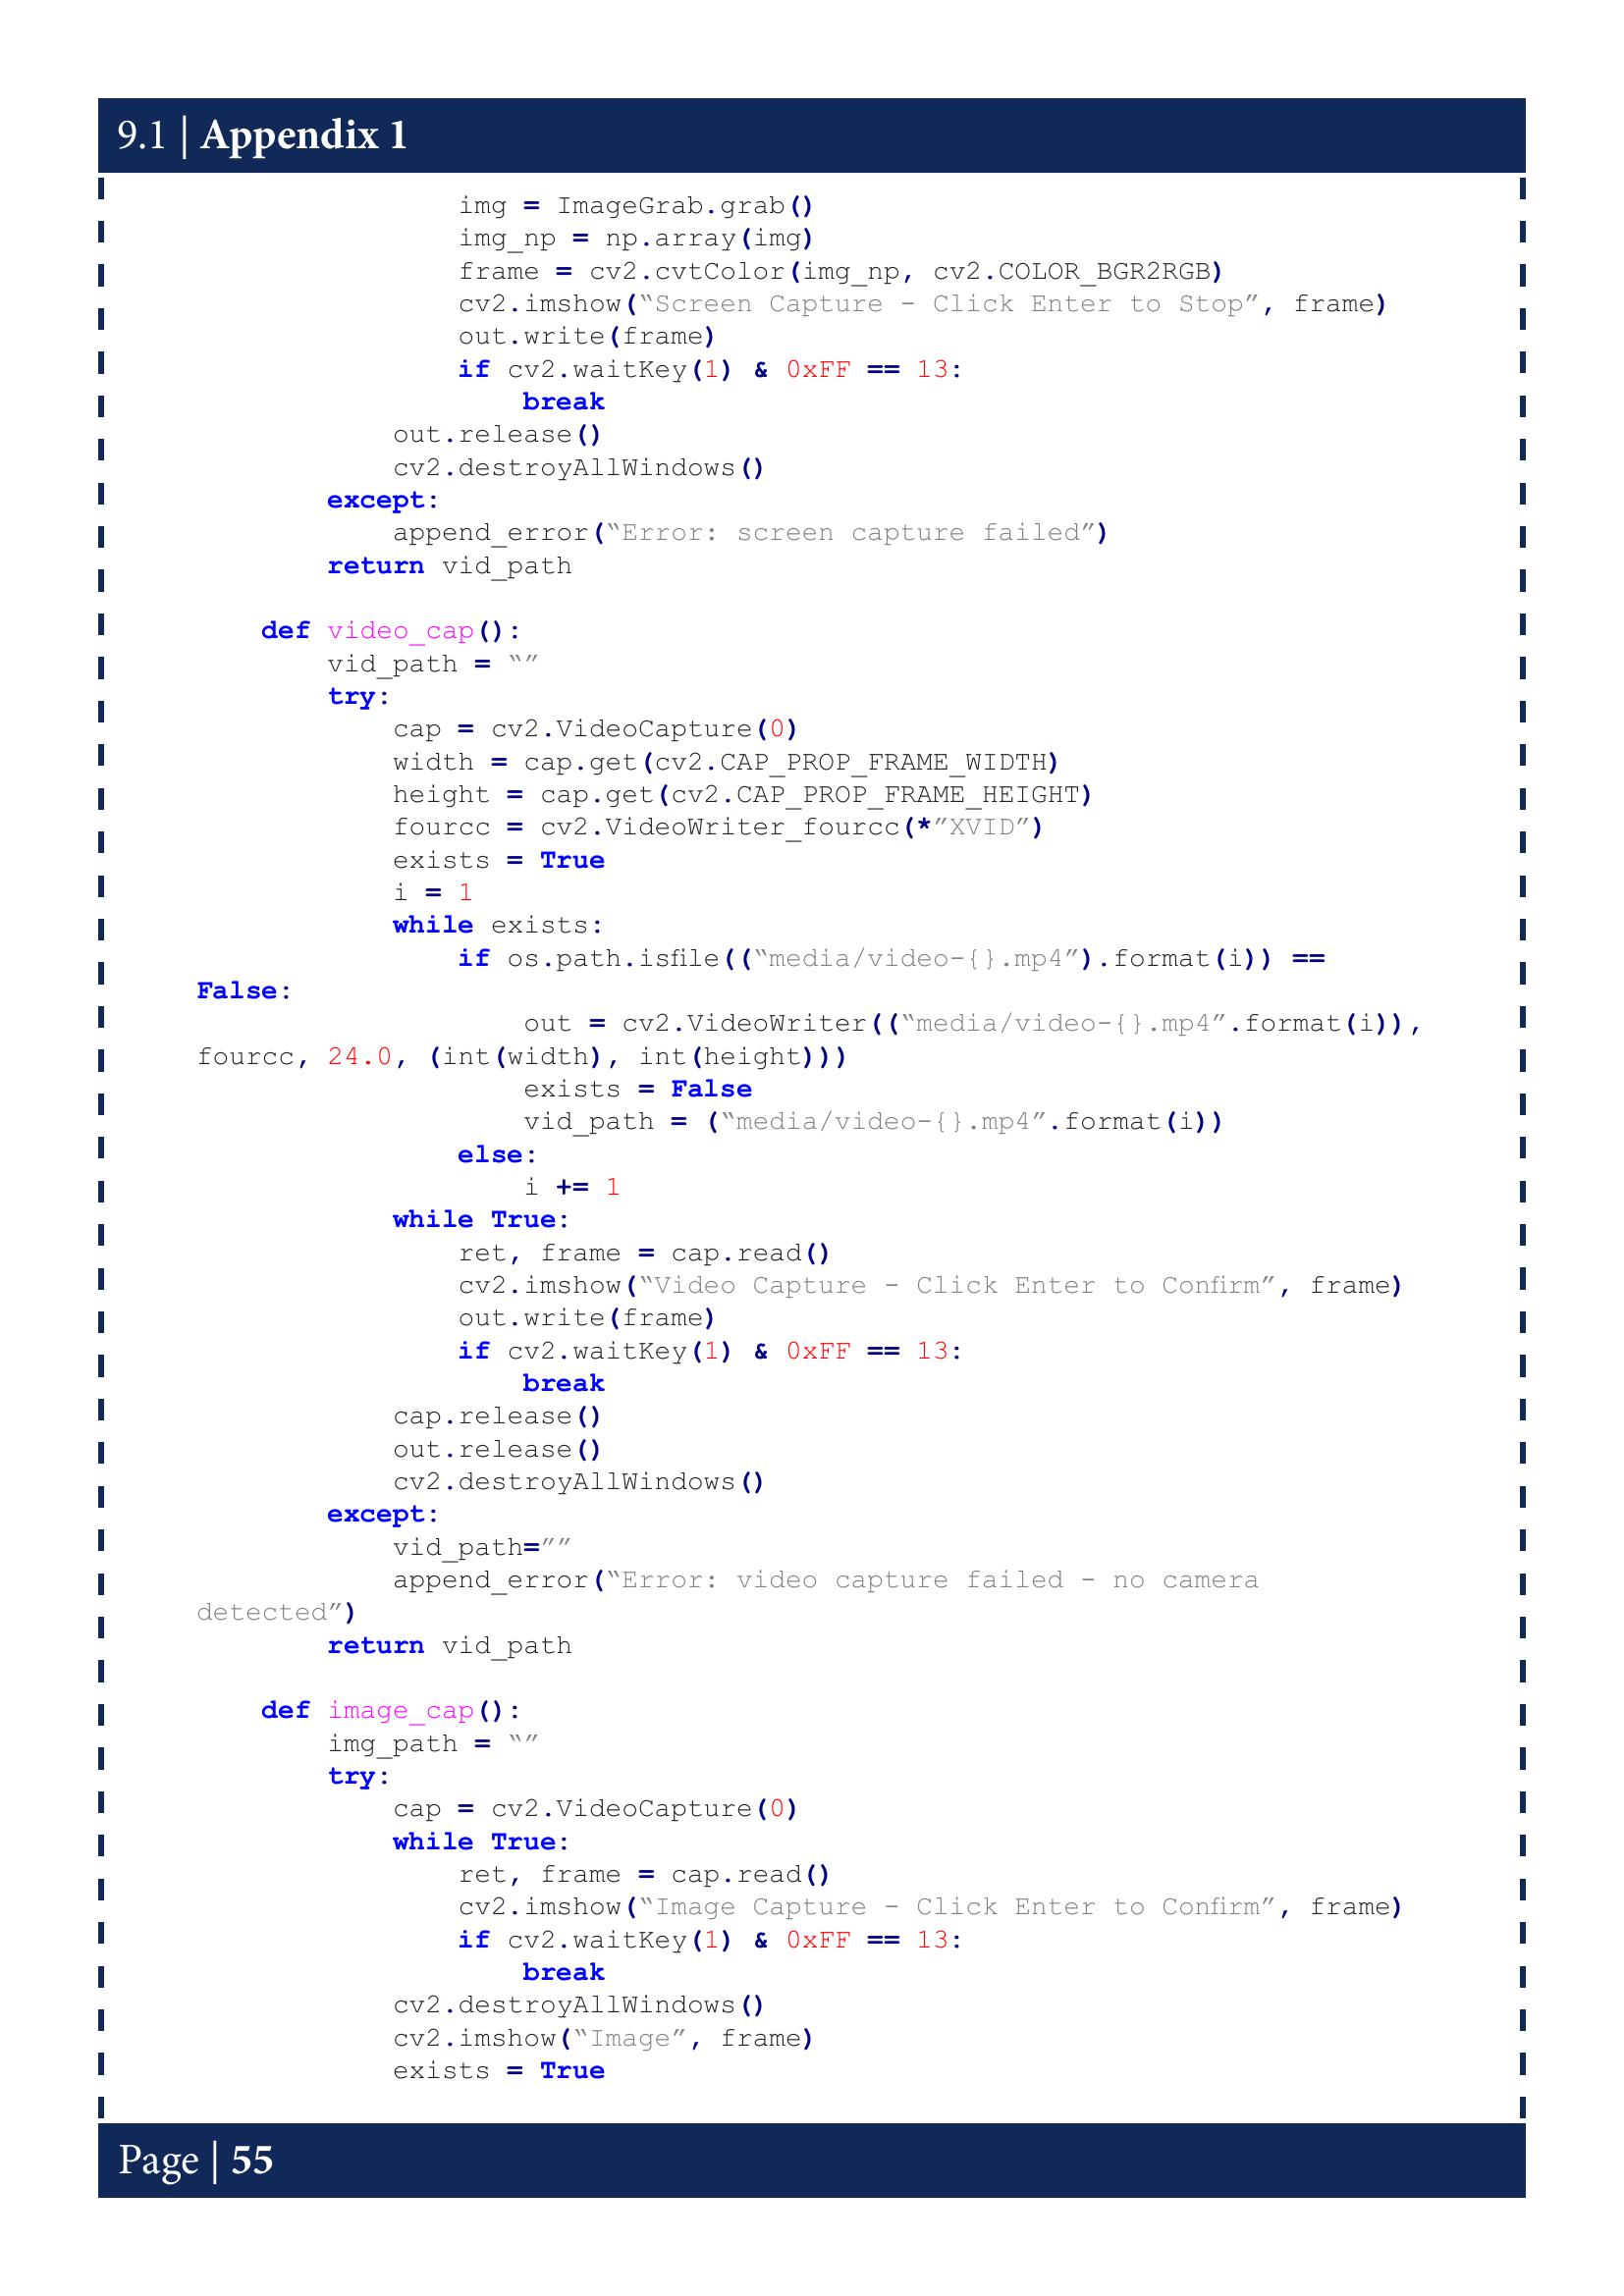 9.1 | Appendix 1
                img = ImageGrab.grab()
                img_np = np.array(img)
                frame = cv2.cvtColor(img_np, cv2.COLOR_BGR2RGB)
                cv2.imshow(“Screen Capture - Click Enter to Stop”, frame)
                out.write(frame)
                if cv2.waitKey(1) & 0xFF == 13:
                    break
            out.release()
            cv2.destroyAllWindows()
        except:
            append_error(“Error: screen capture failed”)
        return vid_path

    def video_cap():
        vid_path = “”
        try:
            cap = cv2.VideoCapture(0)
            width = cap.get(cv2.CAP_PROP_FRAME_WIDTH)
            height = cap.get(cv2.CAP_PROP_FRAME_HEIGHT)
            fourcc = cv2.VideoWriter_fourcc(*”XVID”)
            exists = True
            i = 1
            while exists:
                if os.path.isfile((“media/video-{}.mp4”).format(i)) ==
False:
                    out = cv2.VideoWriter((“media/video-{}.mp4”.format(i)),
fourcc, 24.0, (int(width), int(height)))
                    exists = False
                    vid_path = (“media/video-{}.mp4”.format(i))
                else:
                    i += 1
            while True:
                ret, frame = cap.read()
                cv2.imshow(“Video Capture - Click Enter to Confirm”, frame)
                out.write(frame)
                if cv2.waitKey(1) & 0xFF == 13:
                    break
            cap.release()
            out.release()
            cv2.destroyAllWindows()
        except:
            vid_path=””
            append_error(“Error: video capture failed - no camera
detected”)
        return vid_path

    def image_cap():
        img_path = “”
        try:
            cap = cv2.VideoCapture(0)
            while True:
                ret, frame = cap.read()
                cv2.imshow(“Image Capture - Click Enter to Confirm”, frame)
                if cv2.waitKey(1) & 0xFF == 13:
                    break
            cv2.destroyAllWindows()
            cv2.imshow(“Image”, frame)
            exists = True
Page | 55